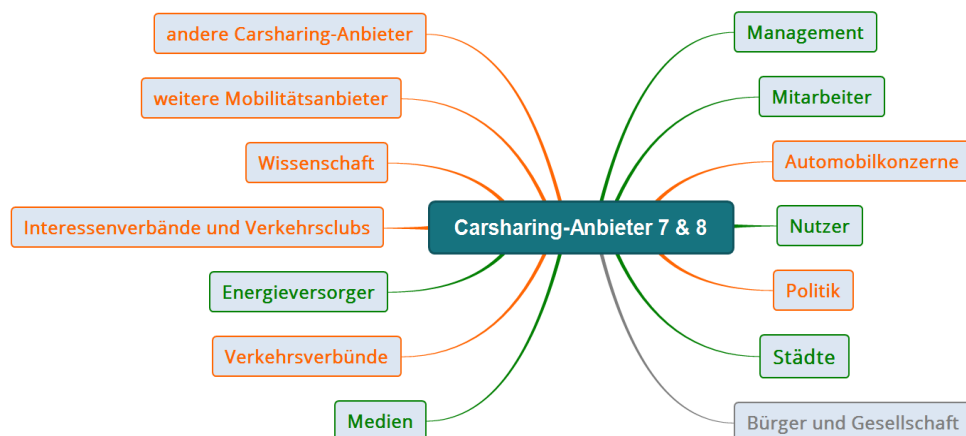 andere Carsharing-Anbieter
weitere Mobilitätsanbieter
Wissenschaft
Interessenverbände und Verkehrsclubs
Energieversorger
Verkehrsverbünde
Medien
Carsharing-Anbieter 7 & 8
Management
Mitarbeiter
Automobilkonzerne
Nutzer
Politik
Städte
Bürger und Gesellschaft